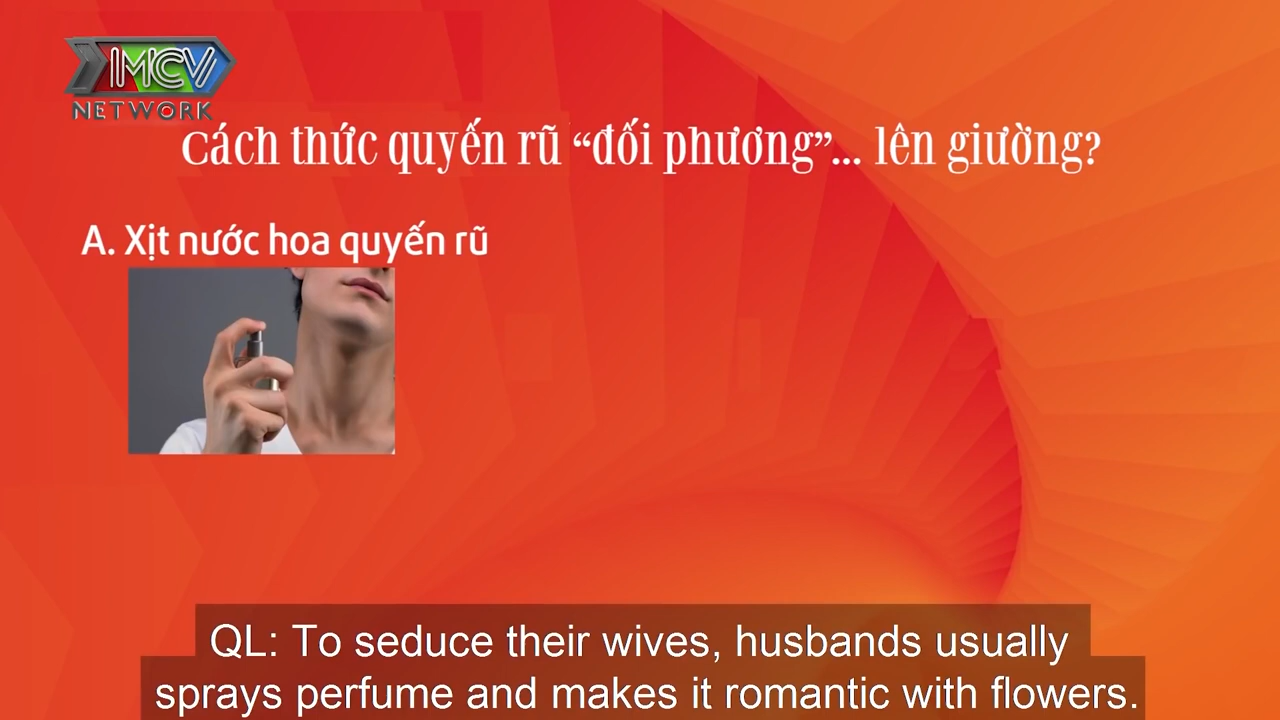 MCV
NETWORK
Cách thức quyến rũ “đối phương”... lên giường?
A. Xịt nước hoa quyến rũ
QL: To seduce their wives, husbands usually
sprays perfume and makes it romantic with flowers.